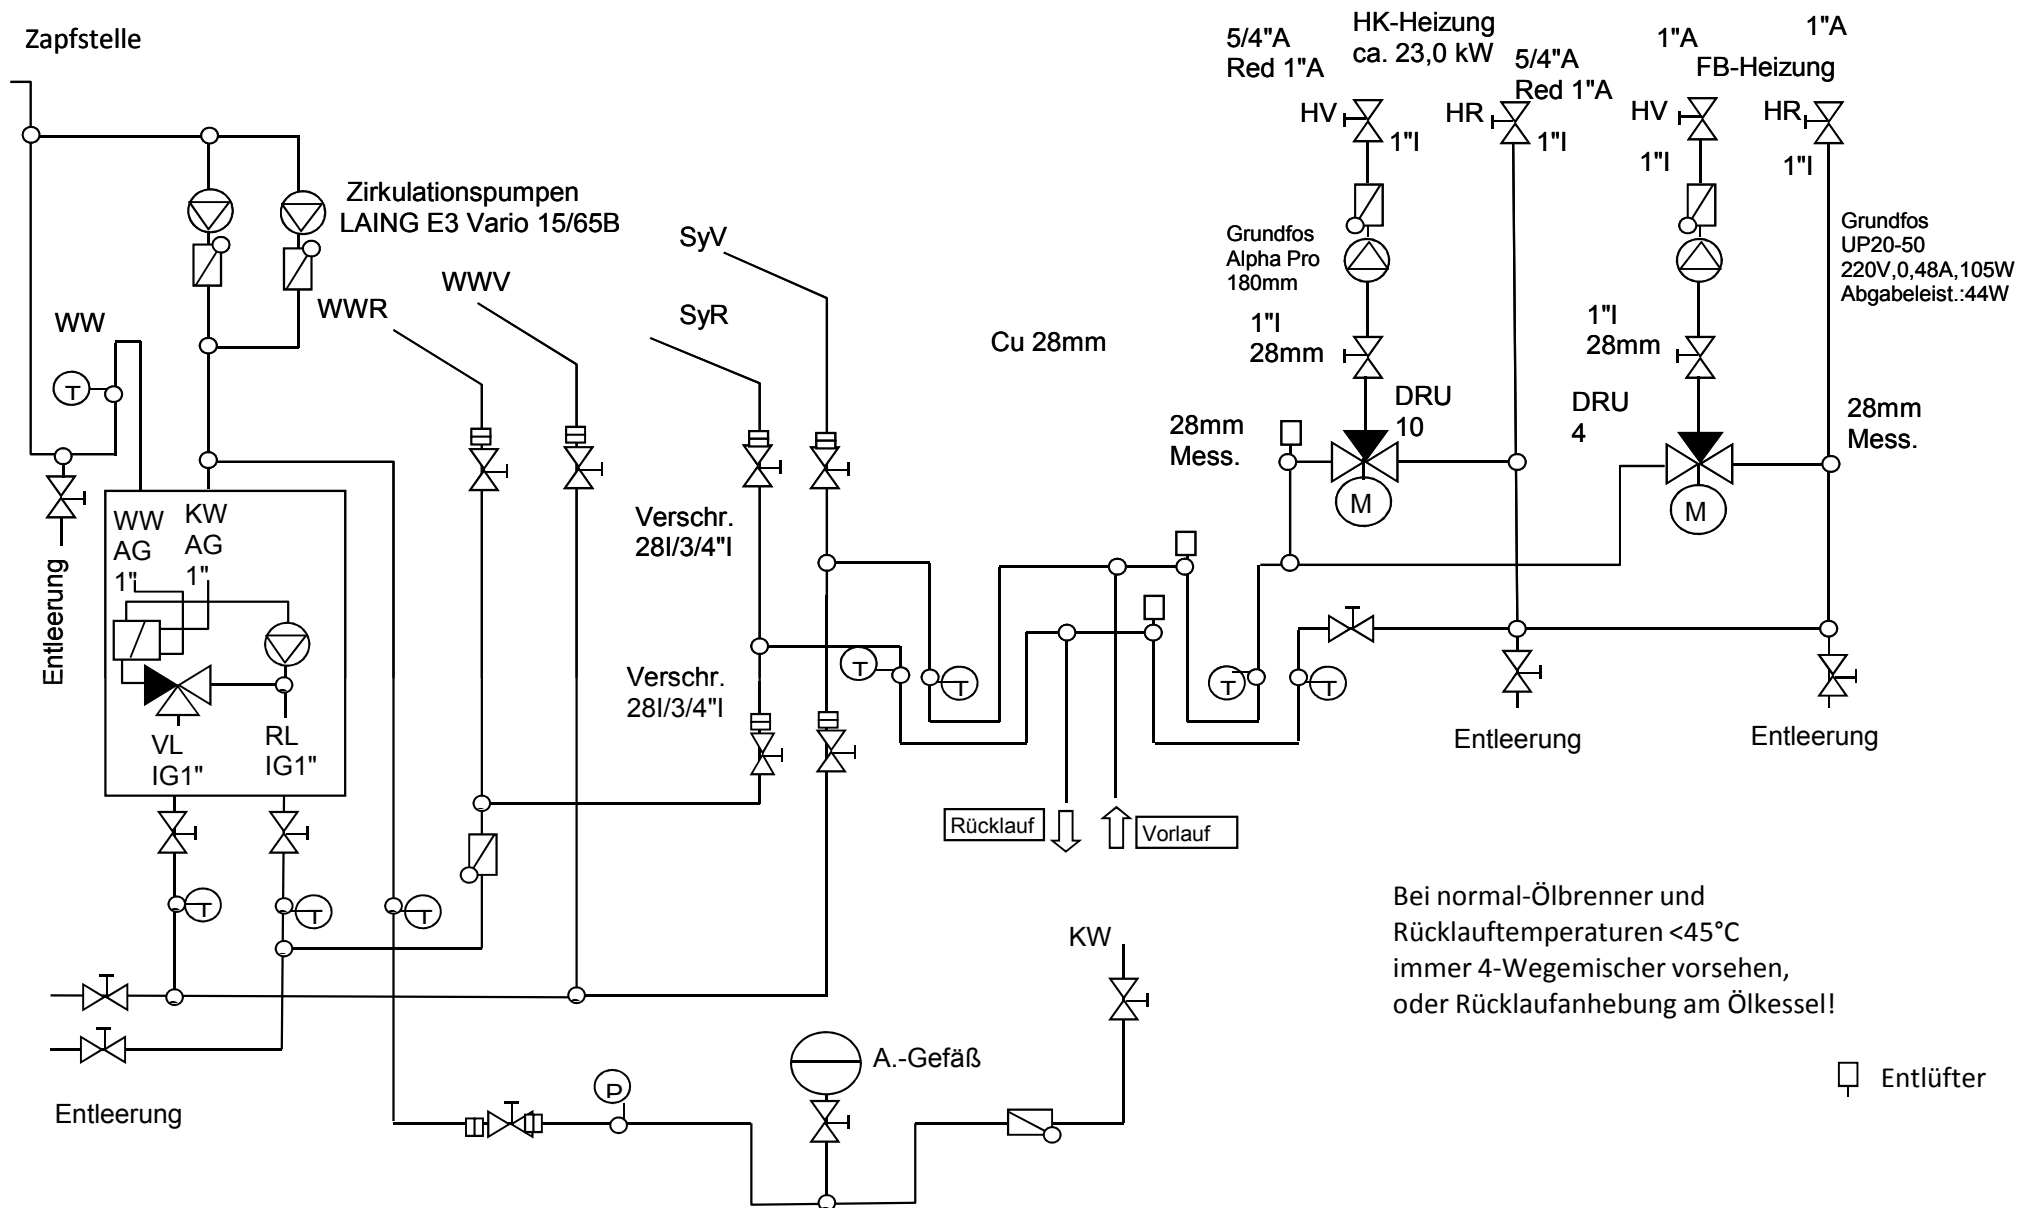 Zapfstelle
Zirkulationspumpen
LAING E3 Vario 15/65B
WW
T
WWR
WWV
SyV
SyR
Cu 28mm
5/4"A
Red 1"A
HK-Heizung
ca. 23,0 kW
5/4"A
Red 1"A
1"A
1"A
FB-Heizung
HV
1"I
HR
1"I
HV
1"I
HR
1"I
Grundfos
Alpha Pro
180mm
Grundfos
UP20-50
220V,0,48A,105W
Abgabeleist.:44W
1"I
28mm
1"I
28mm
DRU
10
DRU
4
28mm
Mess.
28mm
Mess.
M
M
Entleerung
WW
AG
1"
KW
AG
1"
VL
IG1"
RL
IG1"
Verschr.
28I/3/4"I
Verschr.
28I/3/4"I
T
T
T
T
Entleerung
Entleerung
Rücklauf
Vorlauf
T
T
T
KW
Bei normal-Ölbrenner und
Rücklauftemperaturen <45°C
immer 4-Wegemischer vorsehen,
oder Rücklaufanhebung am Ölkessel!
A.-Gefäß
P
Entleerung
Entlüfter